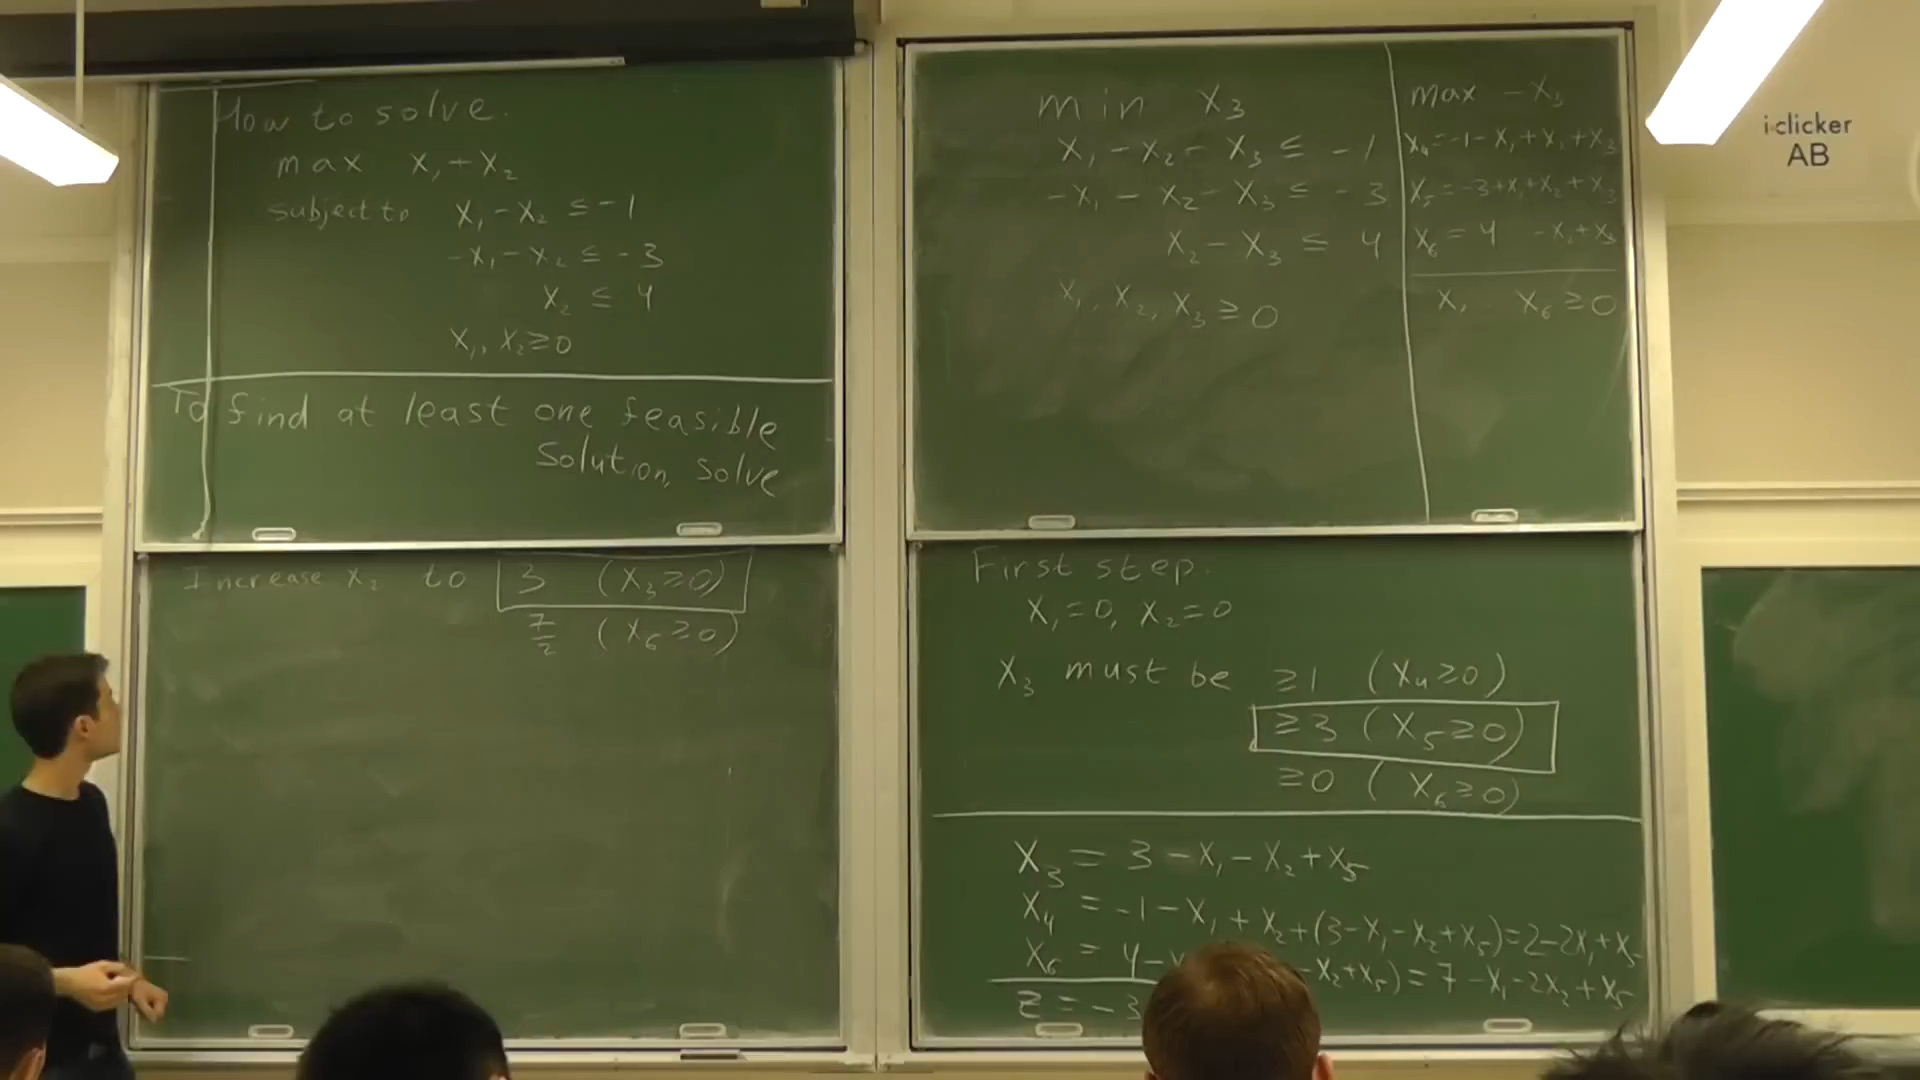 How to solve.
max x₁ + x₂
subject to x₁ - x₂ ≤ -1
-x₁ - x₂ ≤ -3
x₂ ≤ 4
x₁, x₂ ≥ 0
To find at least one feasible
solution, solve
min x₃
x₁ - x₂ - x₃ ≤ -1
-x₁ - x₂ - x₃ ≤ -3
x₂ - x₃ ≤ 4
x₁, x₂, x₃ ≥ 0
max -x₃
x₄ = -1 - x₁ + x₂ + x₃
x₅ = -3 + x₁ + x₂ + x₃
x₆ = 4 - x₂ + x₃
x₁ x₆ ≥ 0
i>clicker
AB
First step.
x₁ = 0, x₂ = 0
x₃ must be ≥1 (x₄ ≥ 0)
≥3 (x₅ ≥ 0)
≥0 (x₆ ≥ 0)
x₃ = 3 - x₁ - x₂ + x₅
x₄ = -1 - x₁ + x₂ + (3 - x₁ - x₂ + x₅) = 2 - 2x₁ + x₅
x₆ = 4 - x - x₂ + x₅) = 7 - x₁ - 2x₂ + x₅
z = -3
Increase x₂ to 3 (x₃ ≥ 0)
7/2 (x₆ ≥ 0)